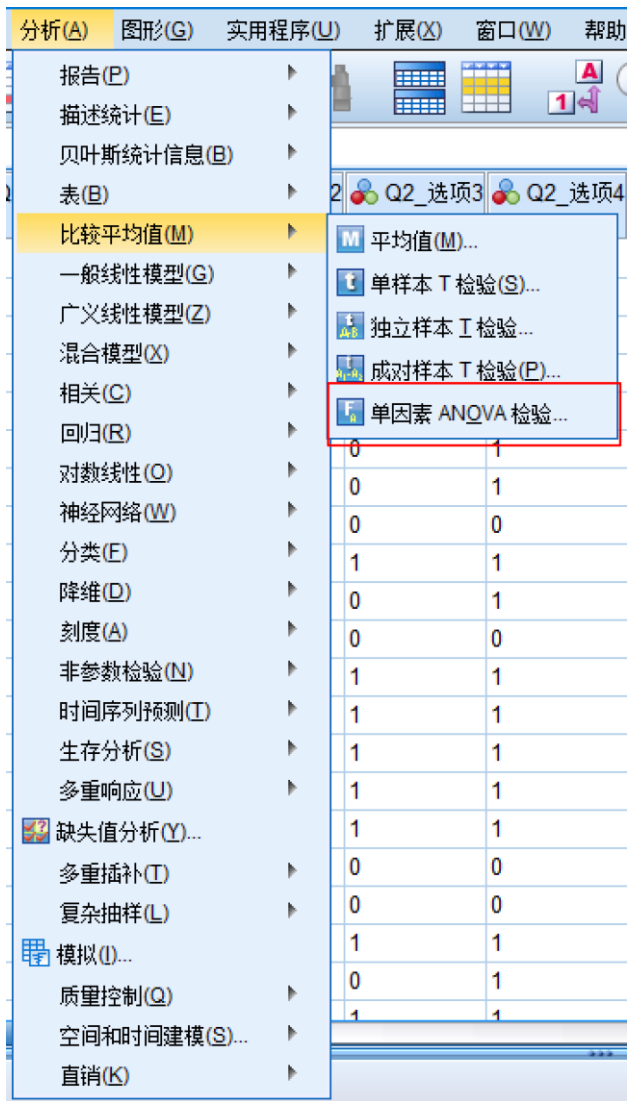 分析(A) 图形(G) 实用程序(U) 扩展(X) 窗口(W) 帮助
报告(P)
描述统计(E)
贝叶斯统计信息(B)
表(B) 2 Q2_选项3 Q2_选项4
比较平均值(M) 平均值(M)...
一般线性模型(G) 单样本 T 检验(S)...
广义线性模型(Z) 独立样本 T 检验...
混合模型(X) 成对样本 T 检验(P)...
相关(C) 单因素 ANOVA 检验...
回归(R) 0 1
对数线性(O) 0 1
神经网络(W) 0 0
分类(F) 1 1
降维(D) 0 1
刻度(A) 0 0
非参数检验(N) 1 1
时间序列预测(T) 1 1
生存分析(S) 1 1
多重响应(U) 1 1
缺失值分析(Y)... 1 1
多重插补(T) 0 0
复杂抽样(L) 0 0
模拟(I)... 1 1
质量控制(Q) 0 1
空间和时间建模(S)... 1 1
直销(K)